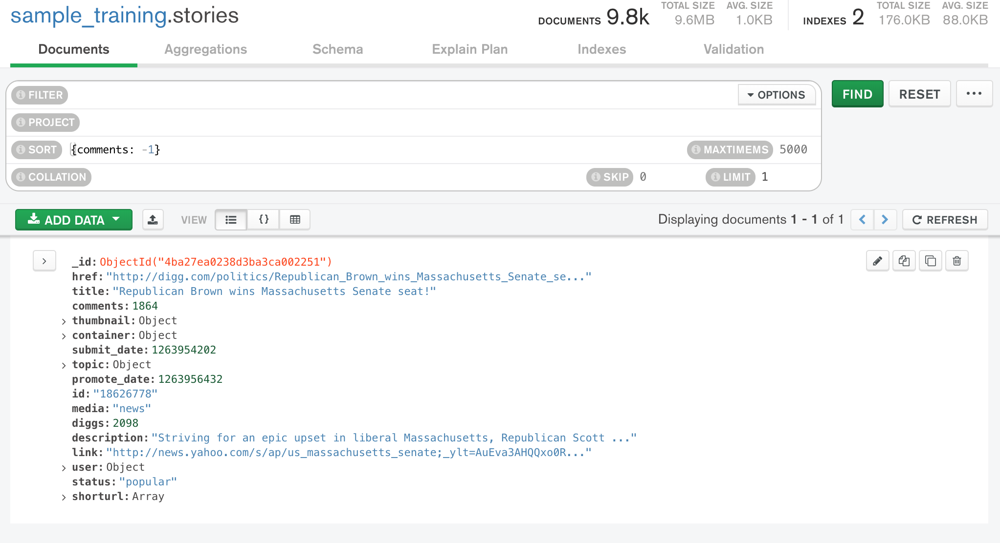 sample_training.stories
DOCUMENTS 9.8k TOTAL SIZE 9.6MB AVG. SIZE 1.0KB INDEXES 2 TOTAL SIZE 176.0KB AVG. SIZE 88.0KB
Documents Aggregations Schema Explain Plan Indexes Validation
FILTER OPTIONS FIND RESET ...
PROJECT
SORT {comments: -1} MAXTIMEMS 5000
COLLATION SKIP 0 LIMIT 1
ADD DATA VIEW {} Displaying documents 1 - 1 of 1 < > REFRESH
_id: ObjectId("4ba27ea0238d3ba3ca002251")
href: "http://digg.com/politics/Republican_Brown_wins_Massachusetts_Senate_se..."
title: "Republican Brown wins Massachusetts Senate seat!"
comments: 1864
> thumbnail: Object
> container: Object
submit_date: 1263954202
> topic: Object
promote_date: 1263956432
id: "18626778"
media: "news"
diggs: 2098
description: "Striving for an epic upset in liberal Massachusetts, Republican Scott ..."
link: "http://news.yahoo.com/s/ap/us_massachusetts_senate;_ylt=AuEva3AHQQxo0R..."
> user: Object
status: "popular"
> shorturl: Array